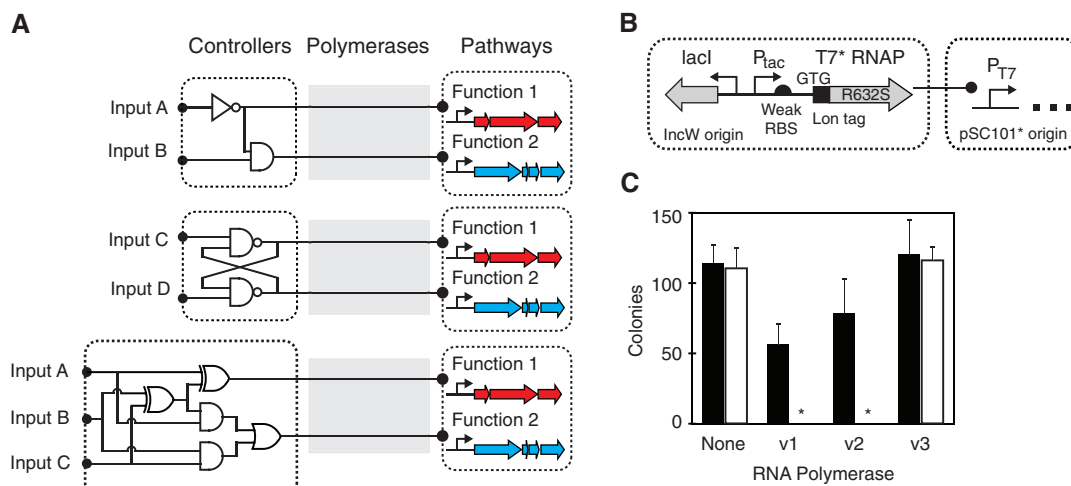 A
Controllers
Polymerases
Pathways
Input A
Input B
Function 1
Function 2
Input C
Input D
Function 1
Function 2
Input A
Input B
Input C
Function 1
Function 2
B
lacI
Ptac
T7* RNAP
GTG
R632S
Weak
RBS
Lon tag
IncW origin
PT7
pSC101* origin
C
Colonies
150
100
50
0
* *
None v1 v2 v3
RNA Polymerase